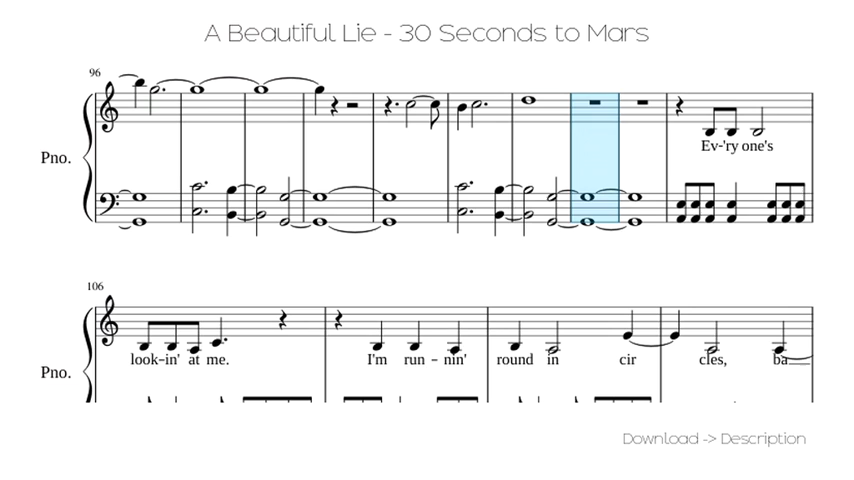 A Beautiful Lie - 30 Seconds to Mars
96
Pno.
Ev-'ry one's
106
look-in' at me. I'm run - nin' round in cir cles, ba
Pno.
Download -> Description